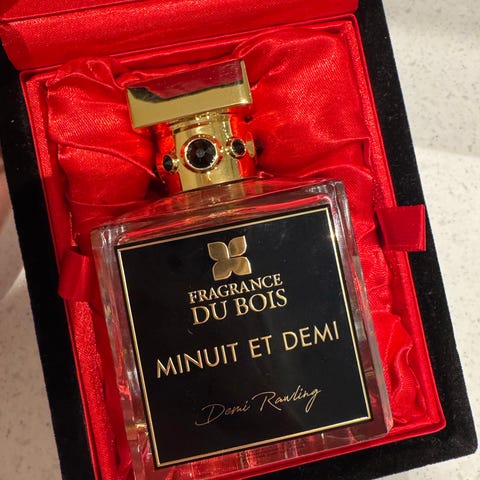 FRAGRANCE
DU BOIS
MINUIT ET DEMI
Demi Rawling